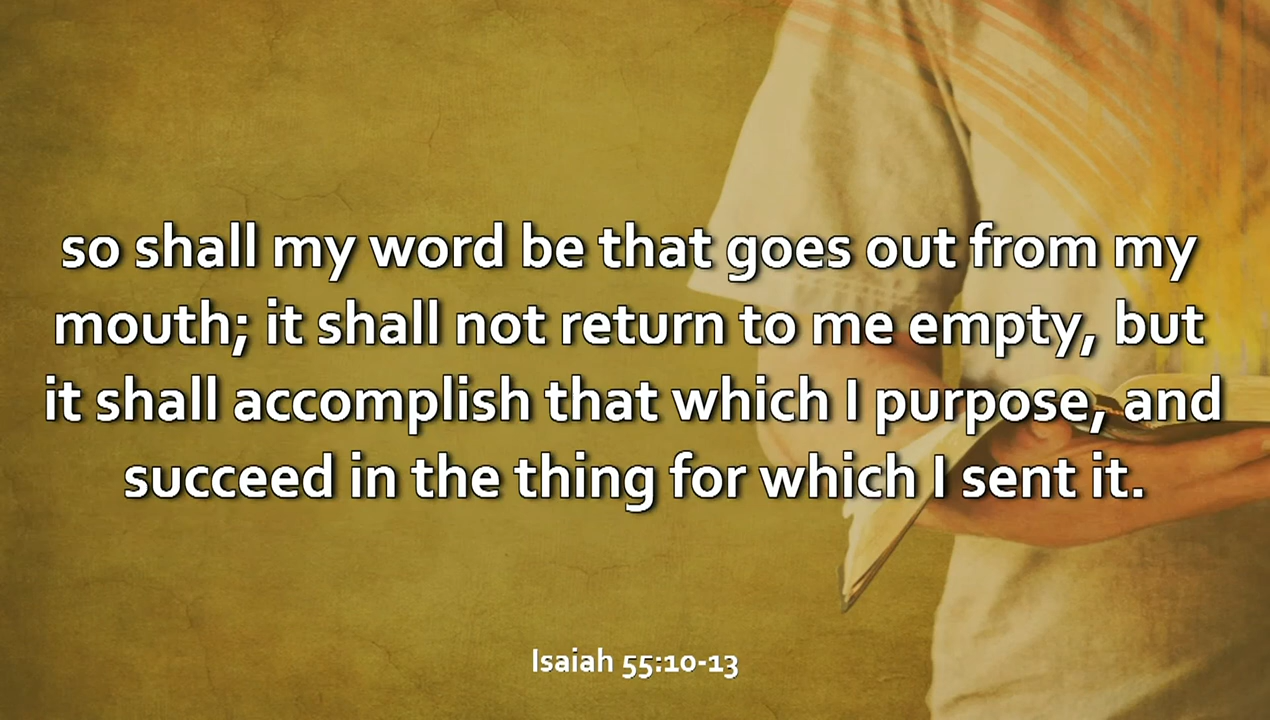 so shall my word be that goes out from my
mouth; it shall not return to me empty, but
it shall accomplish that which I purpose, and
succeed in the thing for which I sent it.
Isaiah 55:10-13